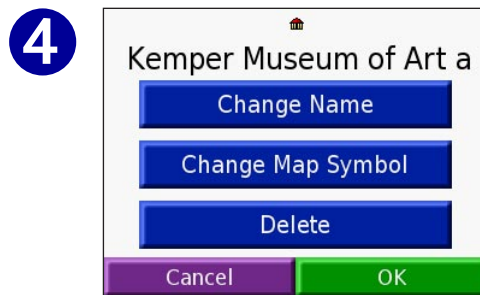 4
Kemper Museum of Art a
Change Name
Change Map Symbol
Delete
Cancel OK